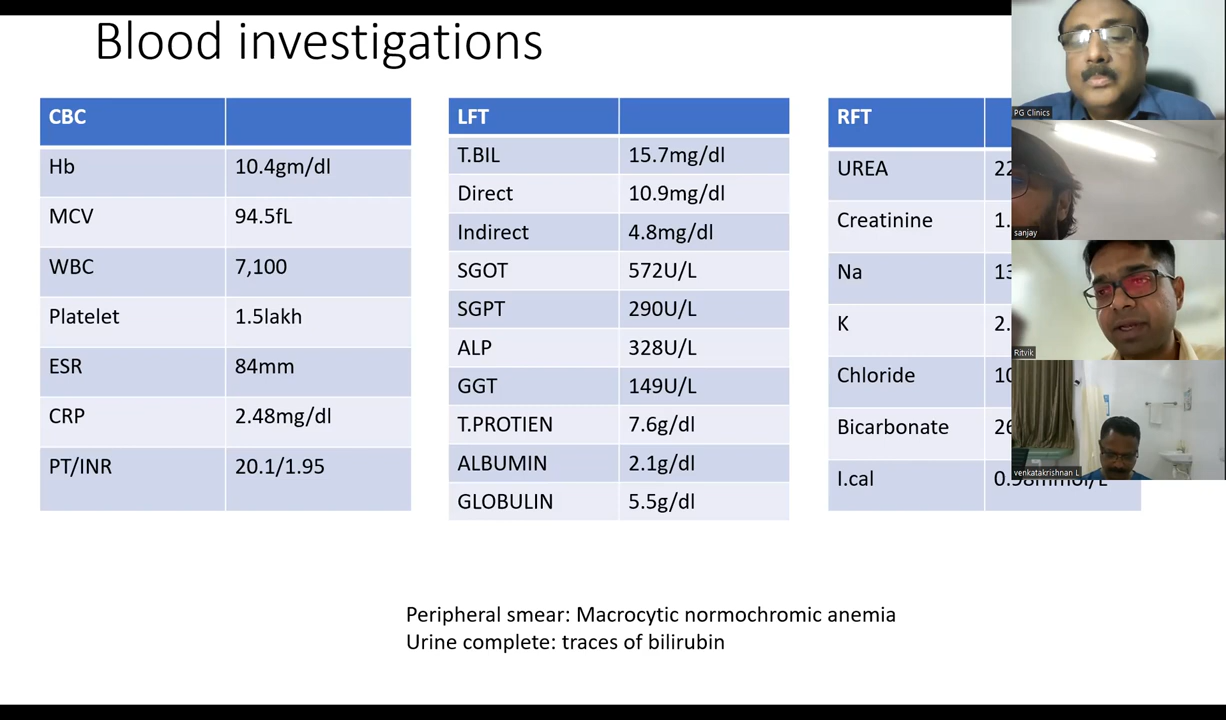 Blood investigations
CBC
Hb 10.4gm/dl
MCV 94.5fL
WBC 7,100
Platelet 1.5lakh
ESR 84mm
CRP 2.48mg/dl
PT/INR 20.1/1.95
LFT
T.BIL 15.7mg/dl
Direct 10.9mg/dl
Indirect 4.8mg/dl
SGOT 572U/L
SGPT 290U/L
ALP 328U/L
GGT 149U/L
T.PROTIEN 7.6g/dl
ALBUMIN 2.1g/dl
GLOBULIN 5.5g/dl
RFT
UREA
Creatinine
Na
K
Chloride
Bicarbonate
I.cal 0.98mmol/L
Peripheral smear: Macrocytic normochromic anemia
Urine complete: traces of bilirubin
PG Clinics
sanjay
Ritvik
venkatakrishnan L